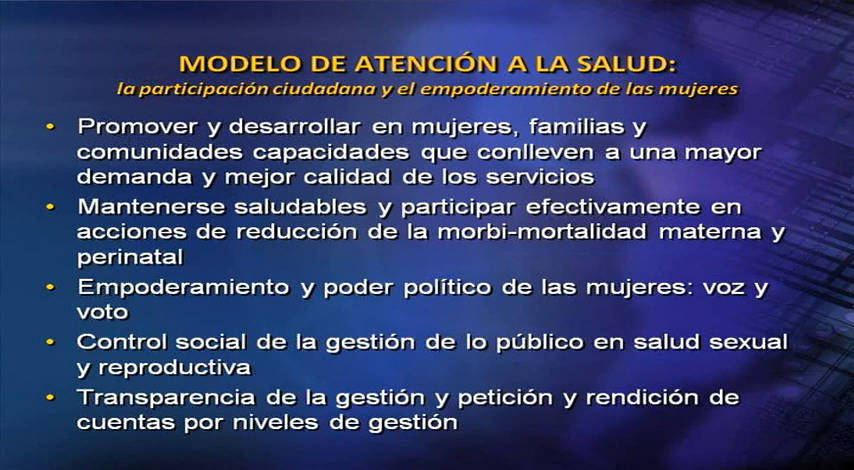 MODELO DE ATENCIÓN A LA SALUD:
la participación ciudadana y el empoderamiento de las mujeres
• Promover y desarrollar en mujeres, familias y
comunidades capacidades que conlleven a una mayor
demanda y mejor calidad de los servicios
• Mantenerse saludables y participar efectivamente en
acciones de reducción de la morbi-mortalidad materna y
perinatal
• Empoderamiento y poder político de las mujeres: voz y
voto
• Control social de la gestión de lo público en salud sexual
y reproductiva
• Transparencia de la gestión y petición y rendición de
cuentas por niveles de gestión